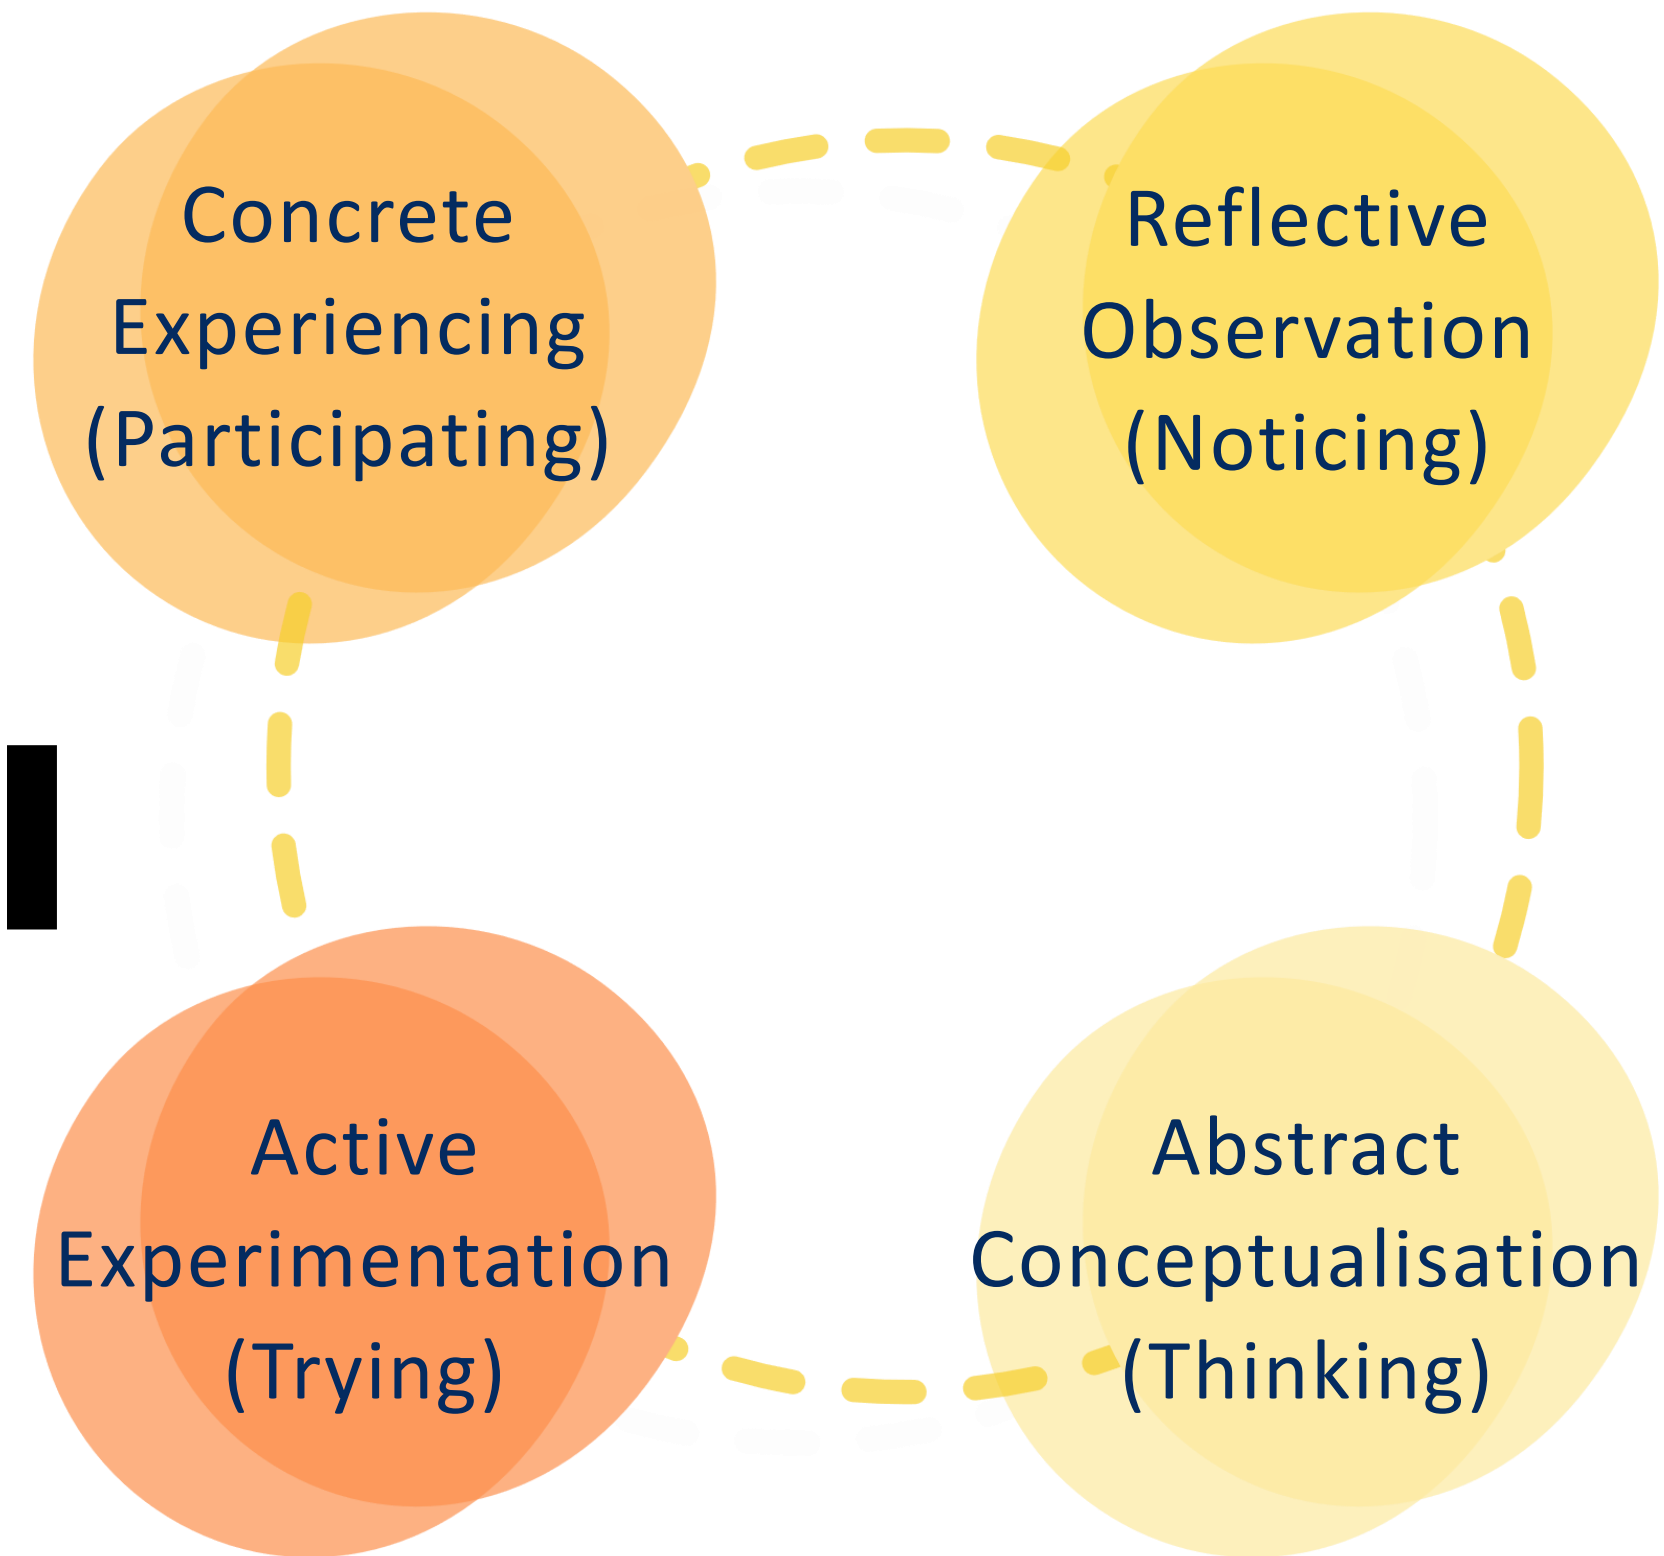 Concrete
Experiencing
(Participating)
Reflective
Observation
(Noticing)
Active
Experimentation
(Trying)
Abstract
Conceptualisation
(Thinking)